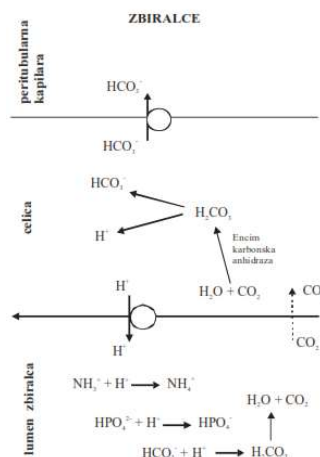 ZBIRALCE
peritubularna
kapilara
HCO₃⁻
HCO₃⁻
celica
HCO₃⁻
H₂CO₃
H⁺
Encim
karbonska
anhidraza
H⁺
H₂O + CO₂
CO
CO₂
H⁺
lumen zbiralca
NH₃⁺ + H⁺ → NH₄⁺
H₂O + CO₂
HPO₄²⁻ + H⁺ → HPO₄⁻
HCO₃⁻ + H⁺ → H₂CO₃